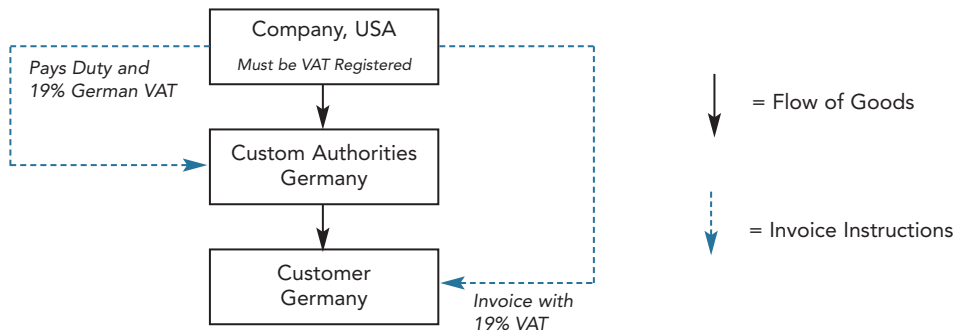 Company, USA
Must be VAT Registered
Pays Duty and
19% German VAT
= Flow of Goods
Custom Authorities
Germany
= Invoice Instructions
Customer
Germany
Invoice with
19% VAT